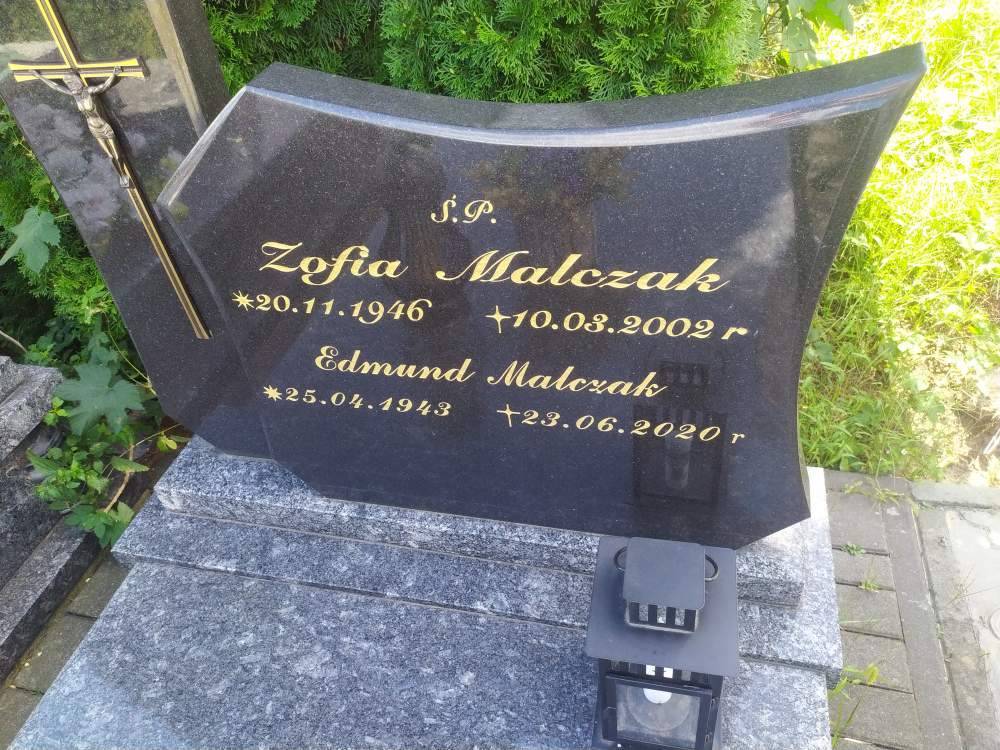 Ś.P.
Zofia Malczak
*20.11.1946 +10.03.2002 r
Edmund Malczak
*25.04.1943 +23.06.2020 r